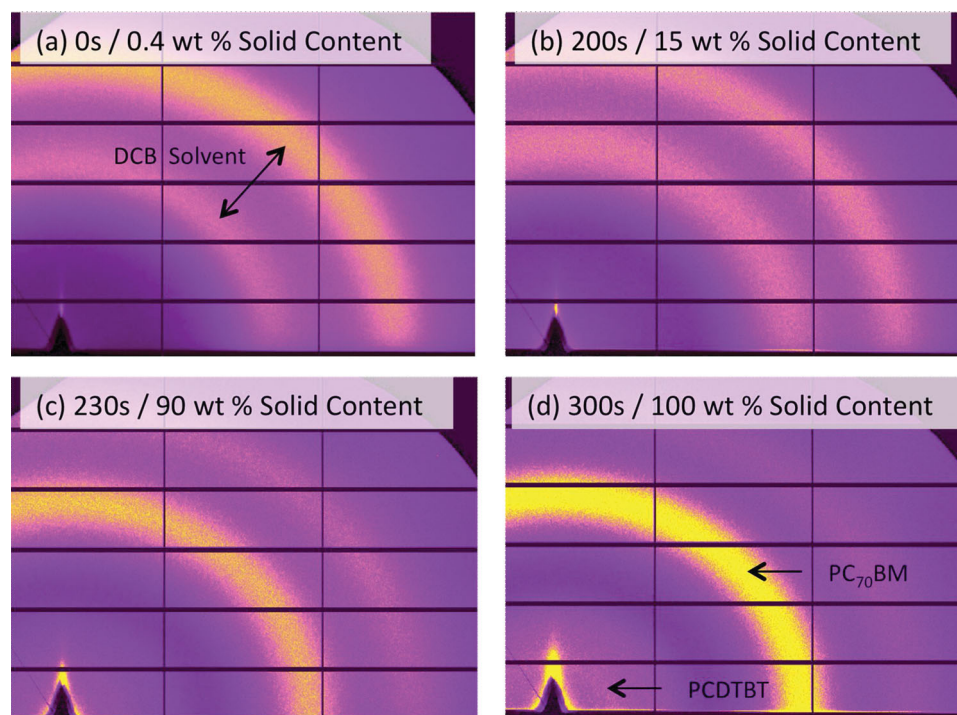 (a) 0s / 0.4 wt % Solid Content
(b) 200s / 15 wt % Solid Content
DCB Solvent
(c) 230s / 90 wt % Solid Content
(d) 300s / 100 wt % Solid Content
PC₇₀BM
PCDTBT